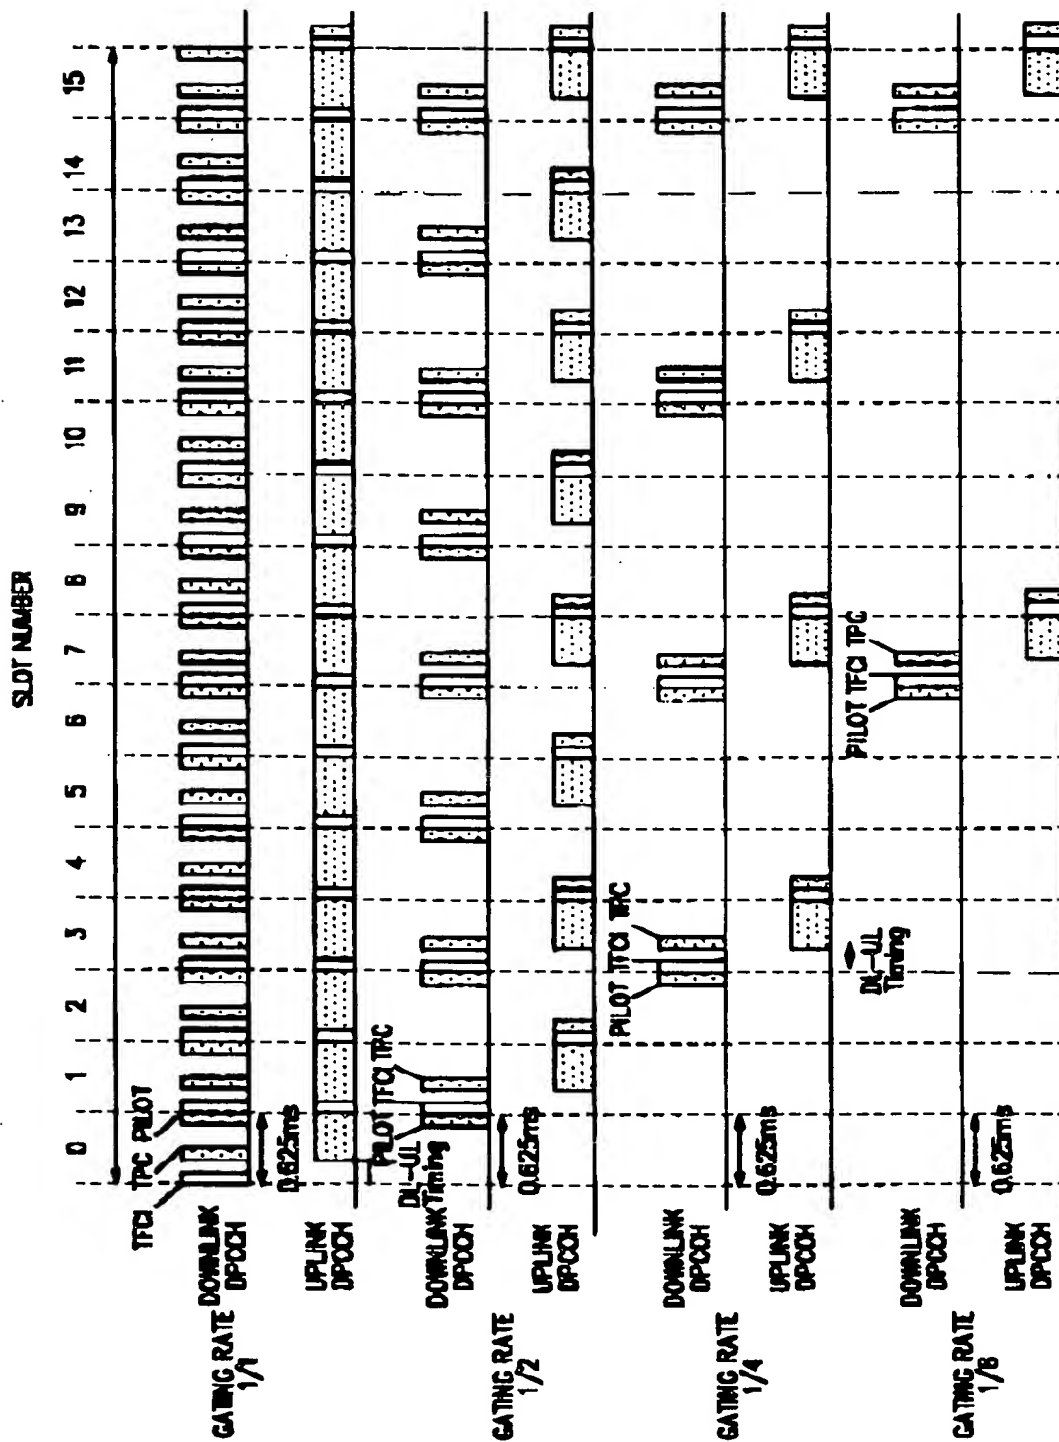 SLOT NUMBER
0 1 2 3 4 5 6 7 8 9 10 11 12 13 14 15
TFCI TPC PILOT
GATING RATE
1/1
DOWNLINK
DPCCH
0.625ms
UPLINK
DPCCH
DL-UL
Timing
PILOT TFCI TPC
GATING RATE
1/2
DOWNLINK
DPCCH
0.625ms
UPLINK
DPCCH
PILOT TFCI TPC
GATING RATE
1/4
DOWNLINK
DPCCH
0.625ms
UPLINK
DPCCH
DL-UL
Timing
PILOT TFCI TPC
GATING RATE
1/8
DOWNLINK
DPCCH
0.625ms
UPLINK
DPCCH